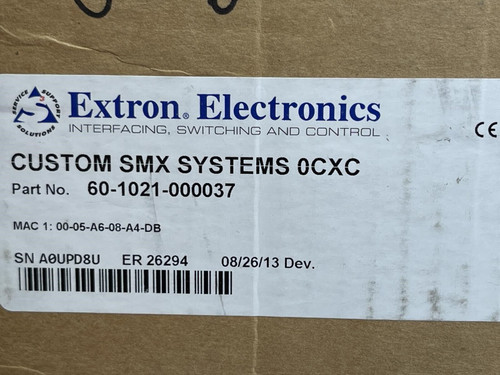 SERVICE SUPPORT SOLUTIONS
S3
Extron® Electronics
INTERFACING, SWITCHING AND CONTROL
CE
CUSTOM SMX SYSTEMS 0CXC
Part No. 60-1021-000037
MAC 1: 00-05-A6-08-A4-DB
SN A0UPD8U ER 26294 08/26/13 Dev.